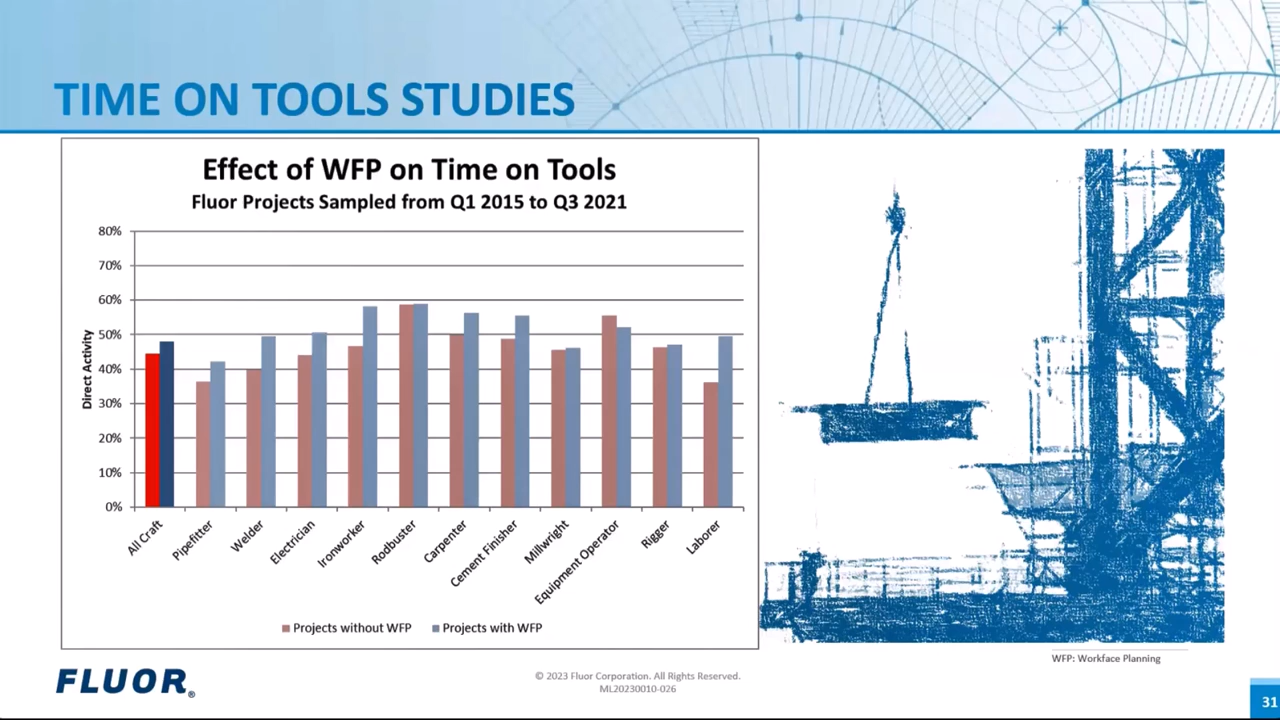 TIME ON TOOLS STUDIES
Effect of WFP on Time on Tools
Fluor Projects Sampled from Q1 2015 to Q3 2021
80%
70%
60%
50%
40%
30%
20%
10%
0%
Direct Activity
All Craft
Pipefitter
Welder
Electrician
Ironworker
Rodbuster
Carpenter
Cement Finisher
Millwright
Equipment Operator
Rigger
Laborer
Projects without WFP
Projects with WFP
WFP: Workface Planning
FLUOR®
© 2023 Fluor Corporation. All Rights Reserved.
ML20230010-026
31